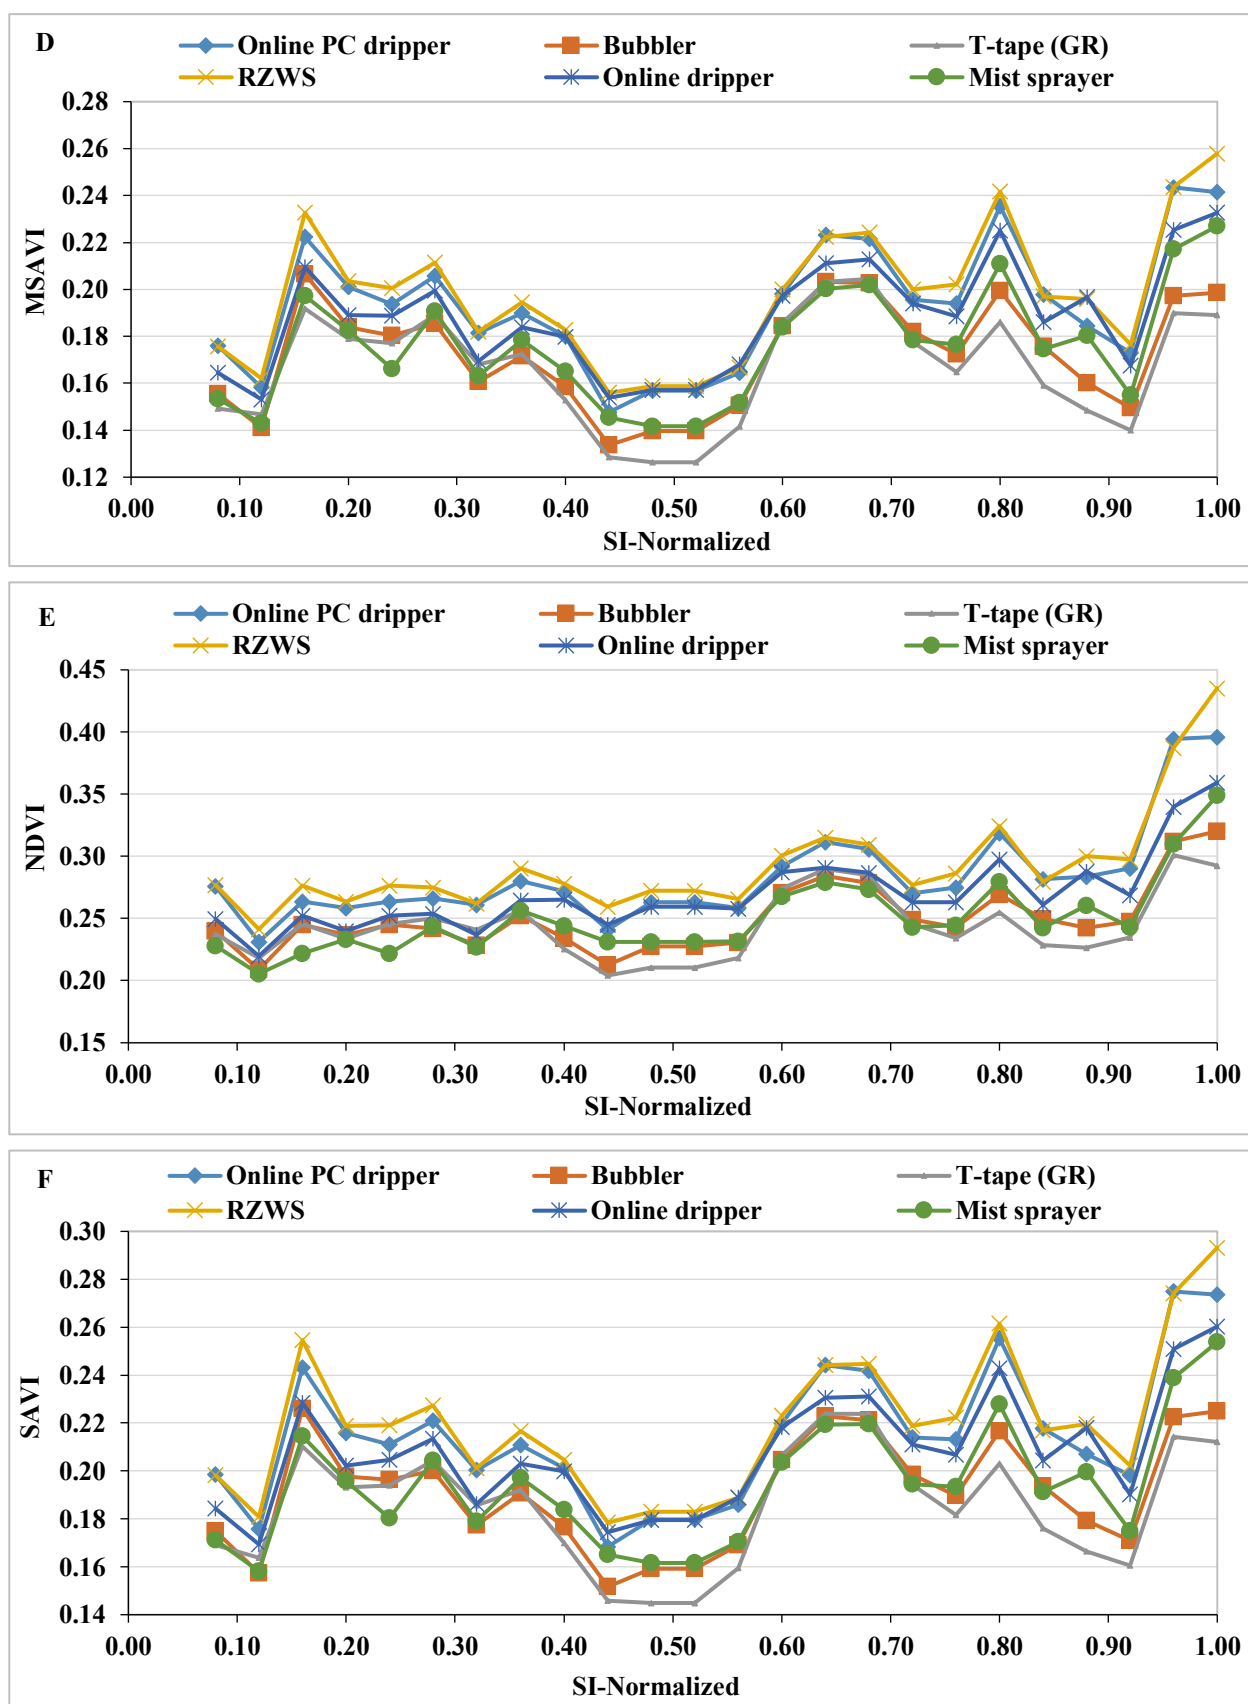 D
Online PC dripper Bubbler T-tape (GR)
RZWS Online dripper Mist sprayer
0.28
0.26
0.24
0.22
0.20
0.18
0.16
0.14
0.12
MSAVI
0.00 0.10 0.20 0.30 0.40 0.50 0.60 0.70 0.80 0.90 1.00
SI-Normalized
E
Online PC dripper Bubbler T-tape (GR)
RZWS Online dripper Mist sprayer
0.45
0.40
0.35
0.30
0.25
0.20
0.15
NDVI
0.00 0.10 0.20 0.30 0.40 0.50 0.60 0.70 0.80 0.90 1.00
SI-Normalized
F
Online PC dripper Bubbler T-tape (GR)
RZWS Online dripper Mist sprayer
0.30
0.28
0.26
0.24
0.22
0.20
0.18
0.16
0.14
SAVI
0.00 0.10 0.20 0.30 0.40 0.50 0.60 0.70 0.80 0.90 1.00
SI-Normalized